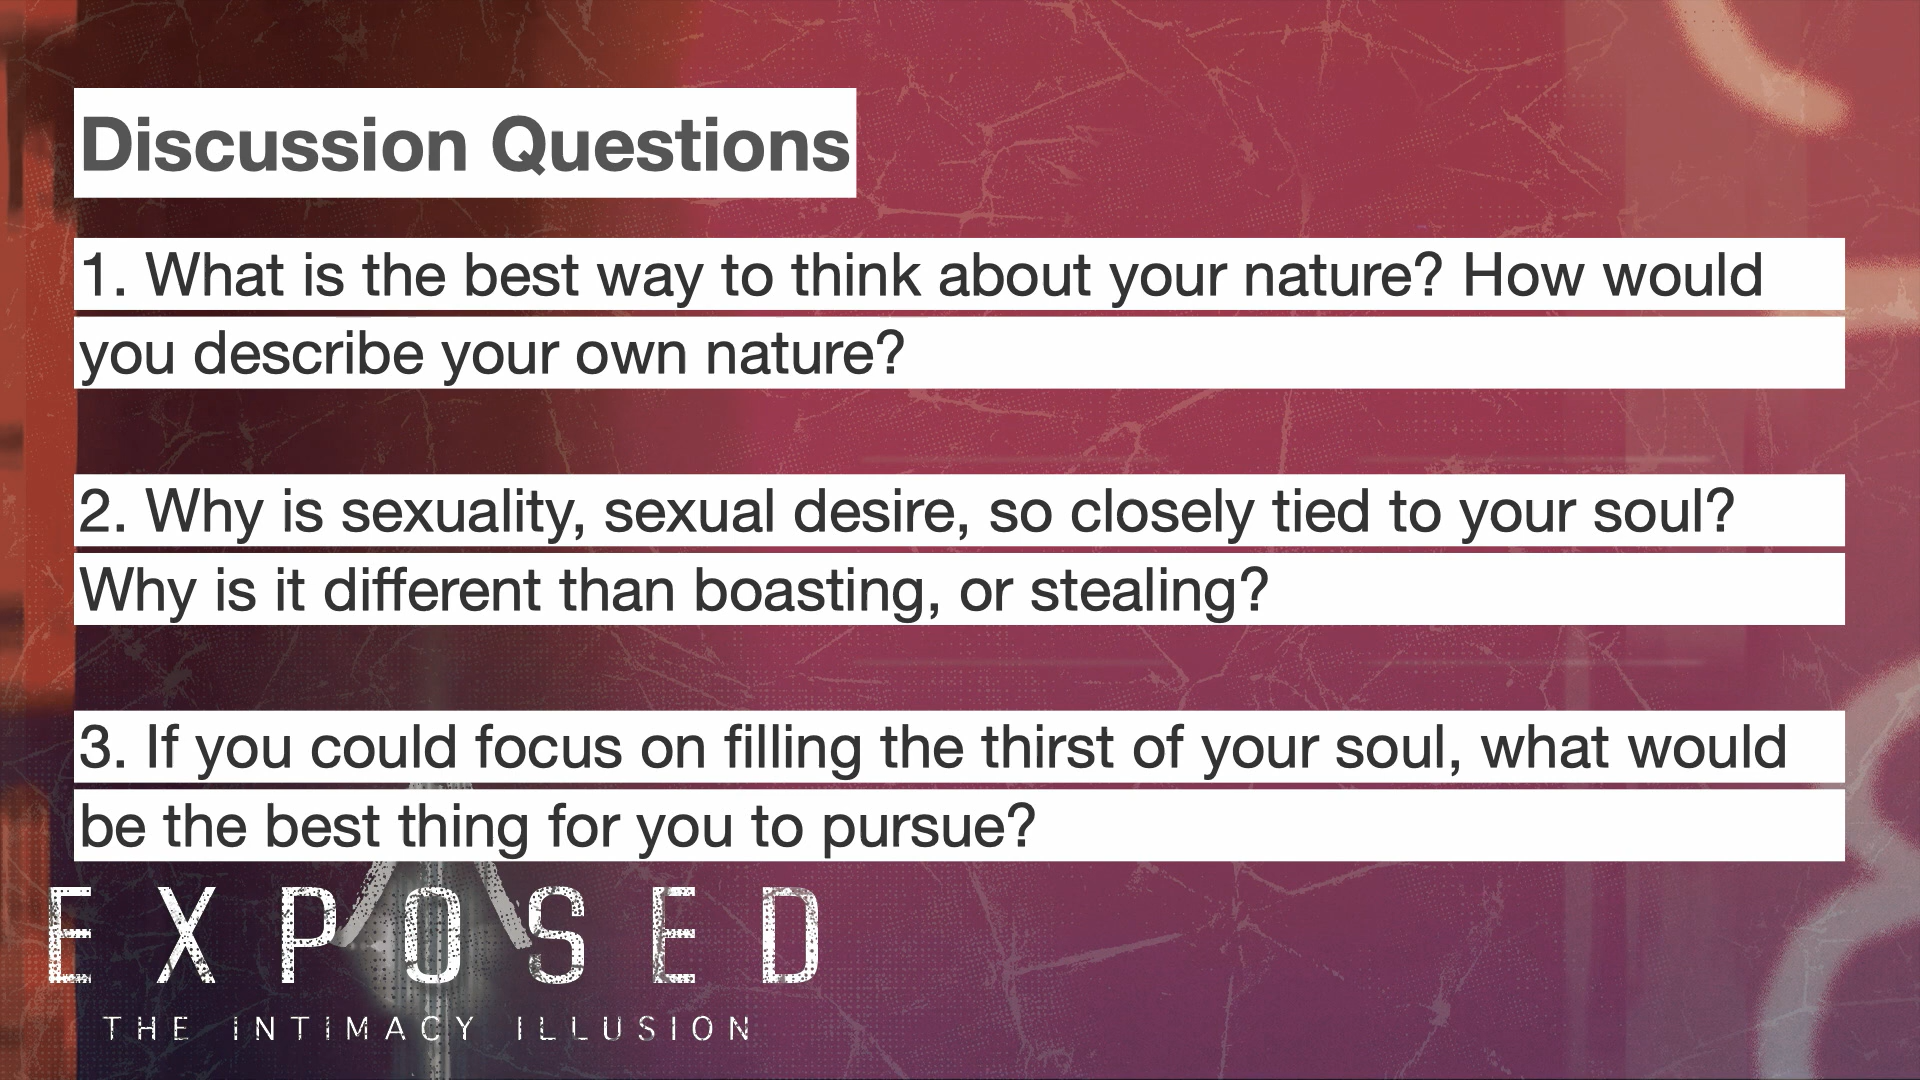 Discussion Questions
1. What is the best way to think about your nature? How would
you describe your own nature?
2. Why is sexuality, sexual desire, so closely tied to your soul?
Why is it different than boasting, or stealing?
3. If you could focus on filling the thirst of your soul, what would
be the best thing for you to pursue?
EXPOSED
THE INTIMACY ILLUSION